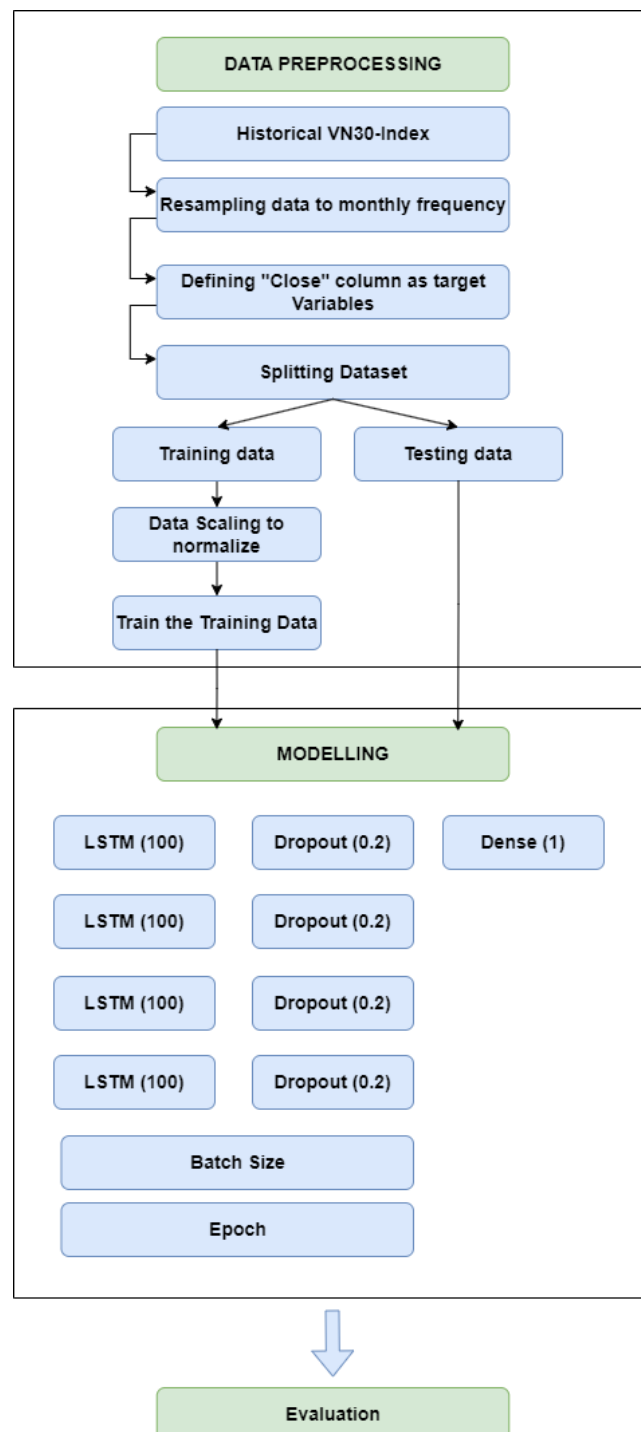 DATA PREPROCESSING
Historical VN30-Index
Resampling data to monthly frequency
Defining "Close" column as target
Variables
Splitting Dataset
Training data
Testing data
Data Scaling to
normalize
Train the Training Data
MODELLING
LSTM (100)
Dropout (0.2)
Dense (1)
LSTM (100)
Dropout (0.2)
LSTM (100)
Dropout (0.2)
LSTM (100)
Dropout (0.2)
Batch Size
Epoch
Evaluation